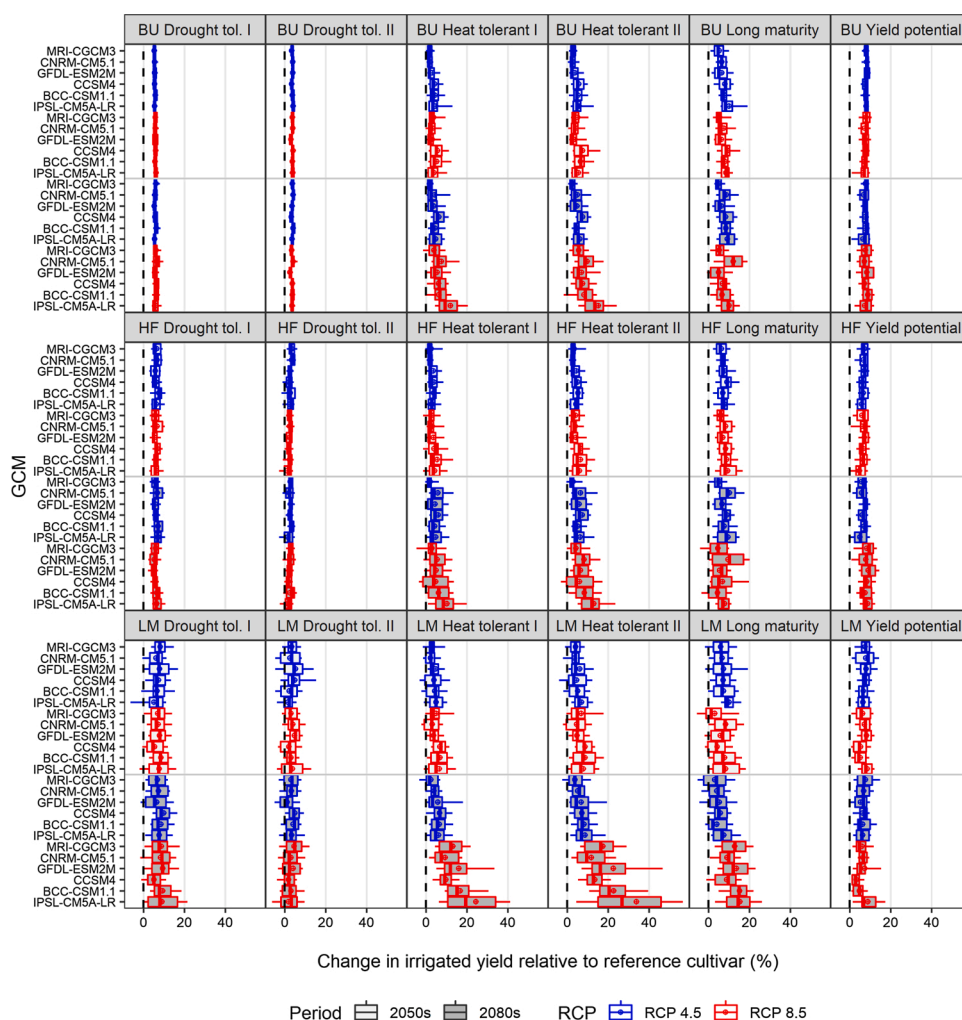 BU Drought tol. I BU Drought tol. II BU Heat tolerant I BU Heat tolerant II BU Long maturity BU Yield potential
MRI-CGCM3
CNRM-CM5.1
GFDL-ESM2M
CCSM4
BCC-CSM1.1
IPSL-CM5A-LR
MRI-CGCM3
CNRM-CM5.1
GFDL-ESM2M
CCSM4
BCC-CSM1.1
IPSL-CM5A-LR
MRI-CGCM3
CNRM-CM5.1
GFDL-ESM2M
CCSM4
BCC-CSM1.1
IPSL-CM5A-LR
MRI-CGCM3
CNRM-CM5.1
GFDL-ESM2M
CCSM4
BCC-CSM1.1
IPSL-CM5A-LR
HF Drought tol. I HF Drought tol. II HF Heat tolerant I HF Heat tolerant II HF Long maturity HF Yield potential
MRI-CGCM3
CNRM-CM5.1
GFDL-ESM2M
CCSM4
BCC-CSM1.1
IPSL-CM5A-LR
MRI-CGCM3
CNRM-CM5.1
GFDL-ESM2M
CCSM4
BCC-CSM1.1
IPSL-CM5A-LR
GCM
MRI-CGCM3
CNRM-CM5.1
GFDL-ESM2M
CCSM4
BCC-CSM1.1
IPSL-CM5A-LR
MRI-CGCM3
CNRM-CM5.1
GFDL-ESM2M
CCSM4
BCC-CSM1.1
IPSL-CM5A-LR
LM Drought tol. I LM Drought tol. II LM Heat tolerant I LM Heat tolerant II LM Long maturity LM Yield potential
MRI-CGCM3
CNRM-CM5.1
GFDL-ESM2M
CCSM4
BCC-CSM1.1
IPSL-CM5A-LR
MRI-CGCM3
CNRM-CM5.1
GFDL-ESM2M
CCSM4
BCC-CSM1.1
IPSL-CM5A-LR
MRI-CGCM3
CNRM-CM5.1
GFDL-ESM2M
CCSM4
BCC-CSM1.1
IPSL-CM5A-LR
MRI-CGCM3
CNRM-CM5.1
GFDL-ESM2M
CCSM4
BCC-CSM1.1
IPSL-CM5A-LR
0 20 40 0 20 40 0 20 40 0 20 40 0 20 40 0 20 40
Change in irrigated yield relative to reference cultivar (%)
Period 2050s 2080s RCP RCP 4.5 RCP 8.5